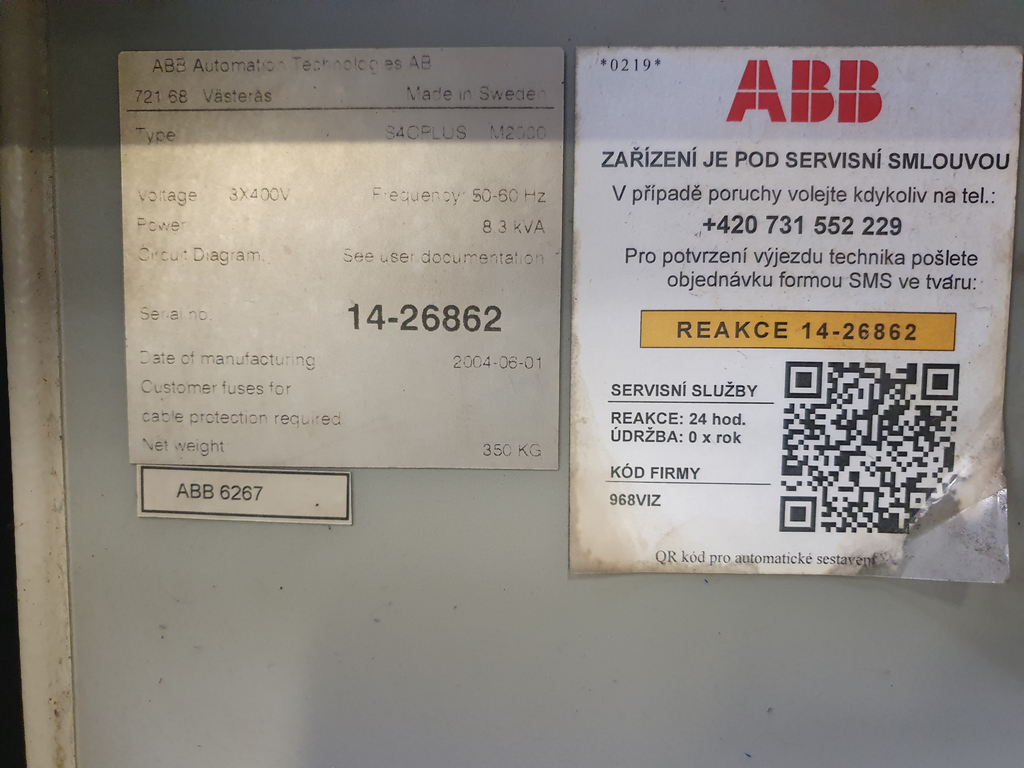 ABB Automation Technologies AB
721 68 Västerås Made in Sweden
Type S4CPLUS M2000
Voltage 3X400V Frequency 50-60 Hz
Power 8.3 kVA
Circuit Diagram. See user documentation
Serial no. 14-26862
Date of manufacturing 2004-06-01
Customer fuses for
cable protection required
Net weight 350 KG
ABB 6267
*0219*
ABB
ZAŘÍZENÍ JE POD SERVISNÍ SMLOUVOU
V případě poruchy volejte kdykoliv na tel.:
+420 731 552 229
Pro potvrzení výjezdu technika pošlete
objednávku formou SMS ve tvaru:
REAKCE 14-26862
SERVISNÍ SLUŽBY
REAKCE: 24 hod.
ÚDRŽBA: 0 x rok
KÓD FIRMY
968VIZ
QR kód pro automatické sestavení